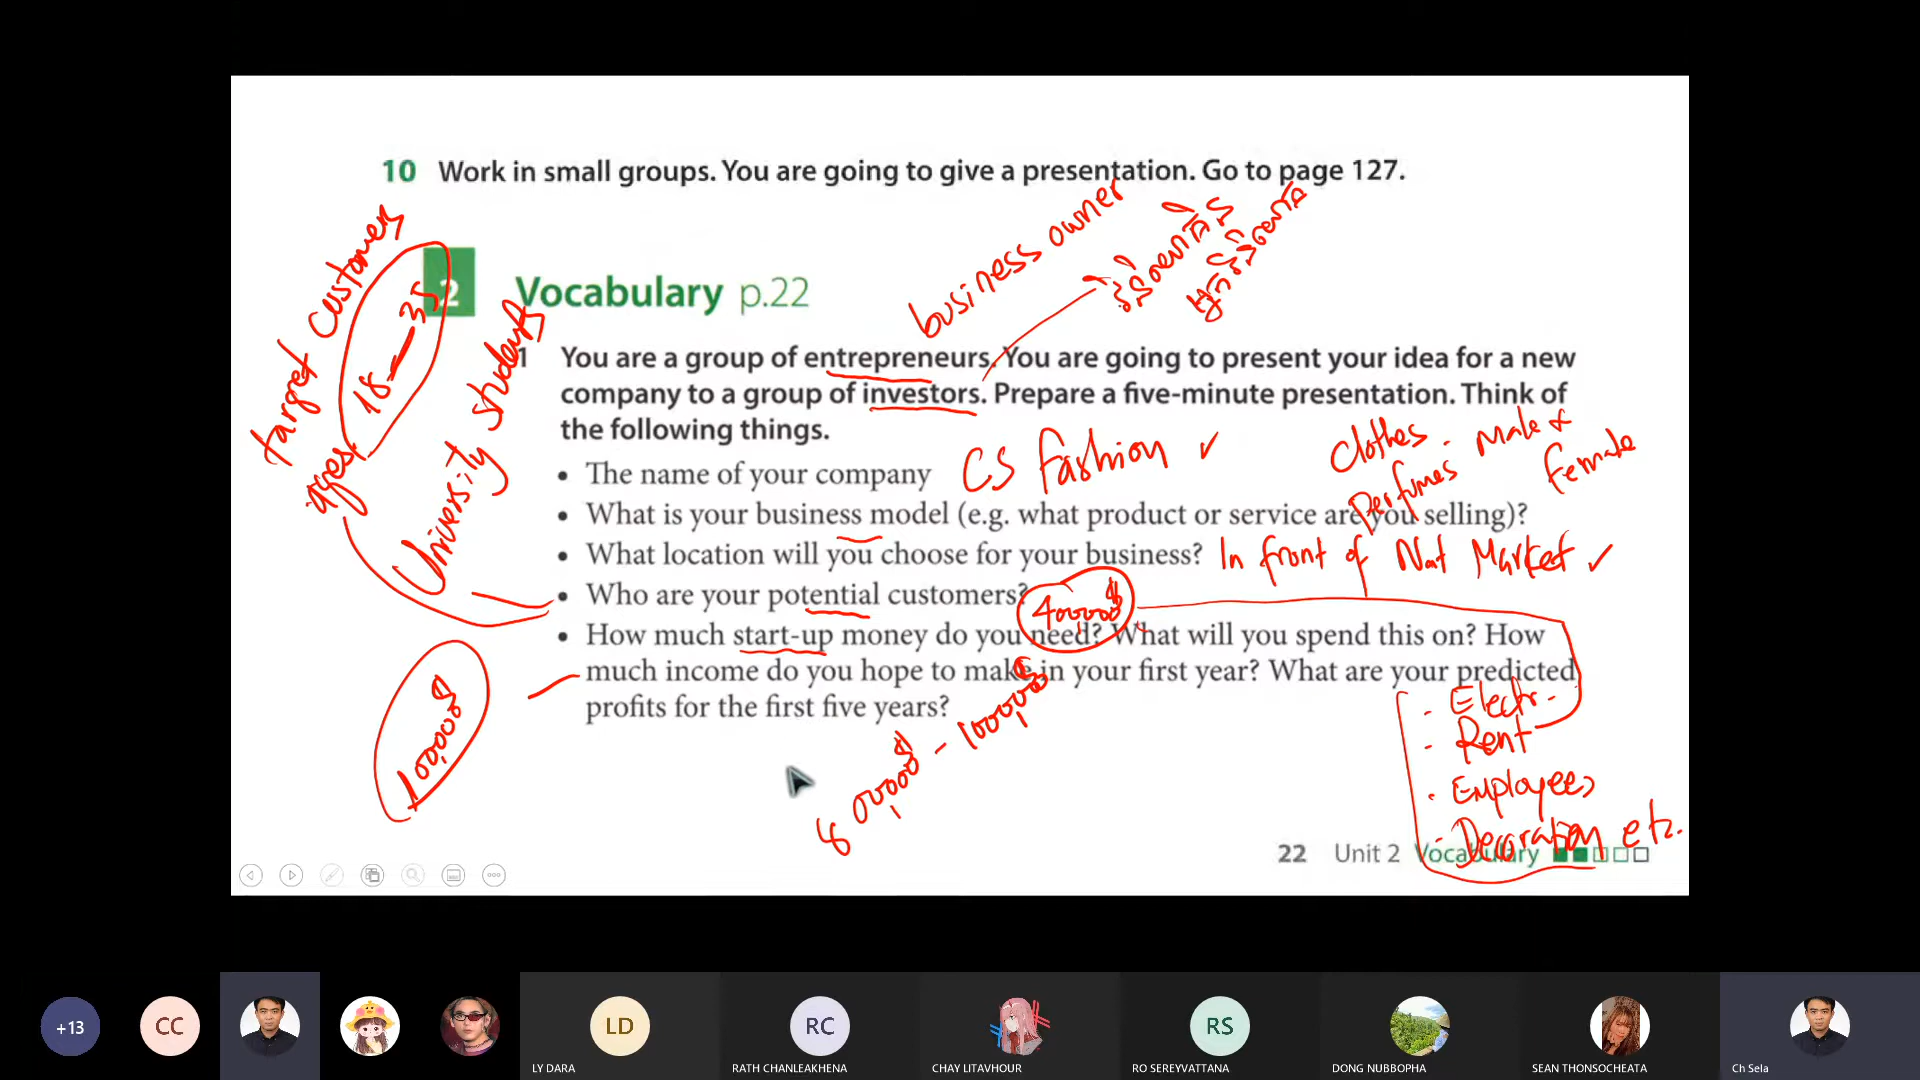 10 Work in small groups. You are going to give a presentation. Go to page 127.
business owner
target customers
ages
18 — 35
University students
2 Vocabulary p.22
1 You are a group of entrepreneurs. You are going to present your idea for a new
company to a group of investors. Prepare a five-minute presentation. Think of
the following things.
• The name of your company
CS Fashion ✓
Clothes - Male &
Perfumes Female
• What is your business model (e.g. what product or service are you selling)?
• What location will you choose for your business?
In front of Nat Market ✓
• Who are your potential customers?
40,000$
• How much start-up money do you need? What will you spend this on? How
much income do you hope to make in your first year? What are your predicted
profits for the first five years?
100,000$
- Electr.
- Rent
- Employees
- Decoration etc.
22 Unit 2 Vocabulary
+13
CC
LD
LY DARA
RC
RATH CHANLEAKHENA
CHAY LITAVHOUR
RS
RO SEREYVATTANA
DONG NUBBOPHA
SEAN THONSOCHEATA
Ch Sela